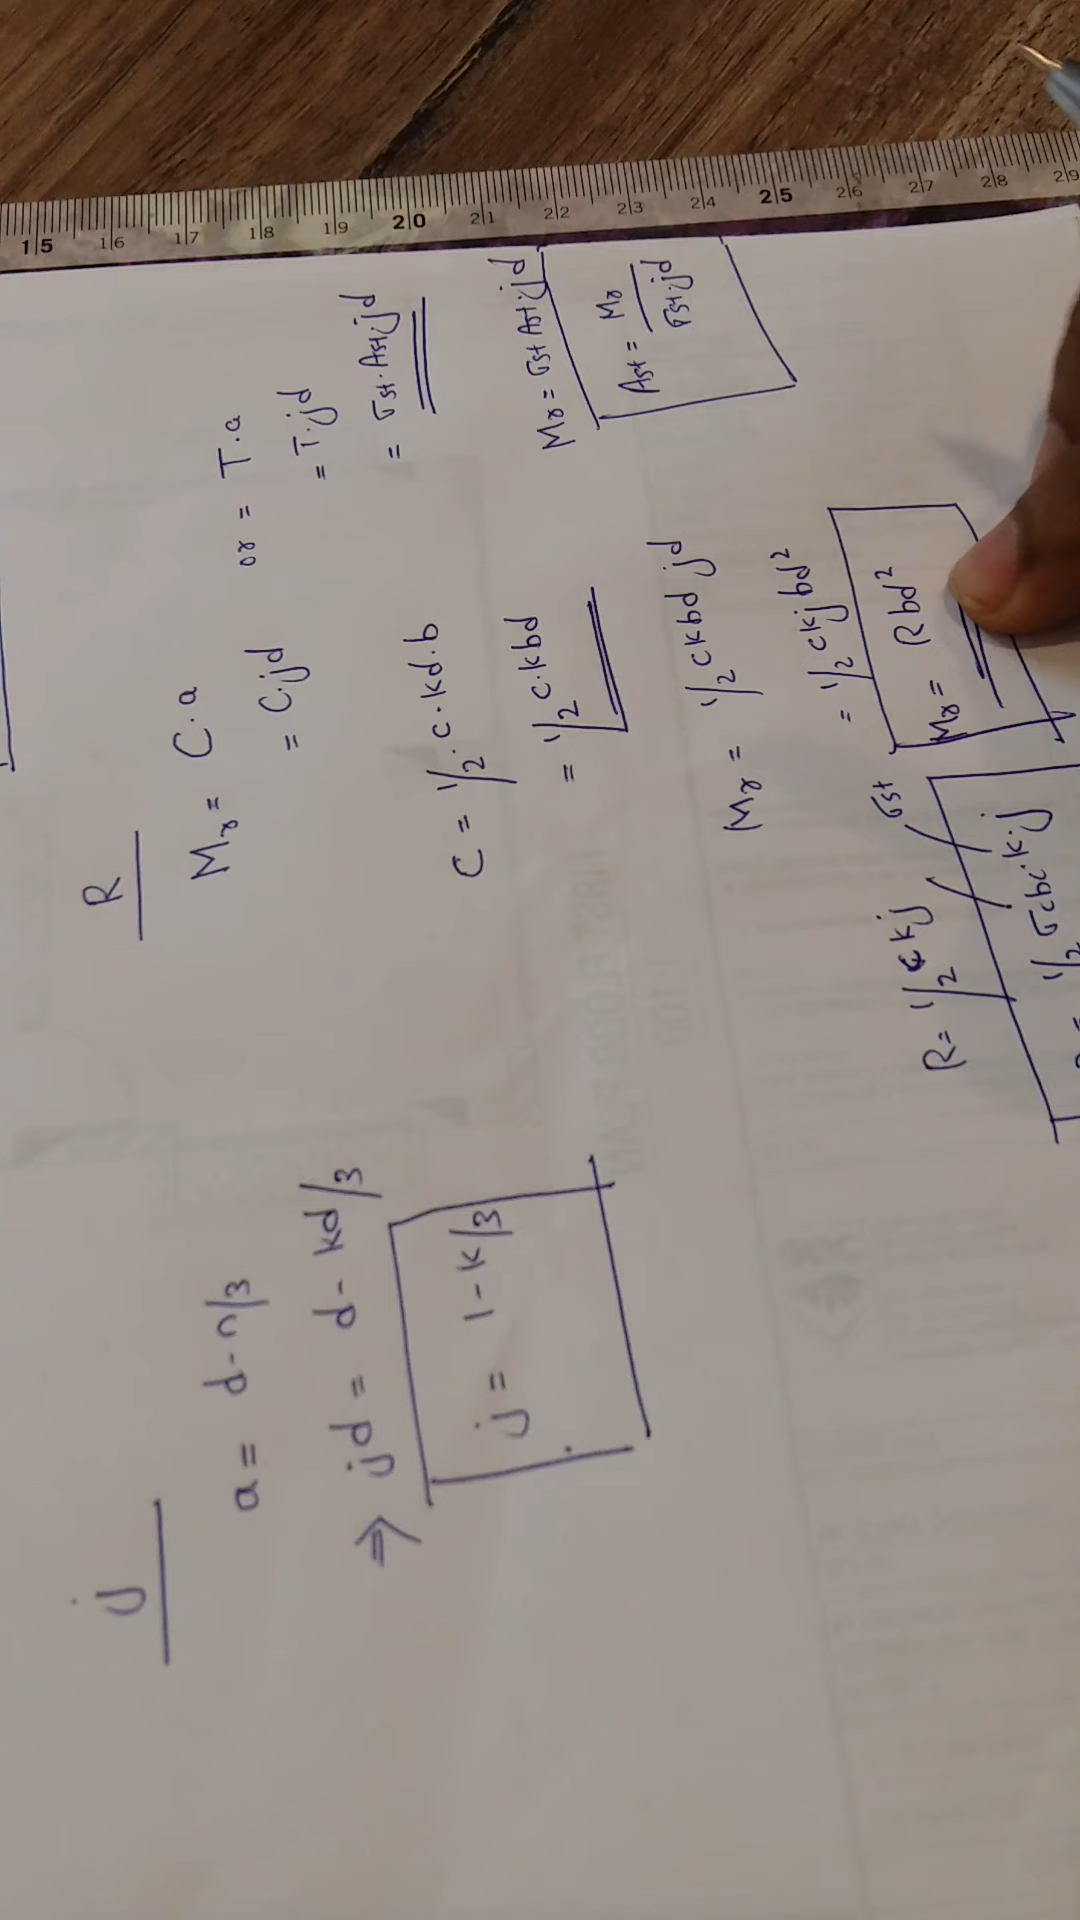 j
a = d - n/3
⇒ jd = d - kd/3
j = 1 - k/3
R
Mr = C.a or = T.a
= C.jd = T.jd
= σst.Ast.jd
C = 1/2.c.kd.b
= 1/2 c.kbd
Mr = σst Ast.jd
Ast = Mr / σst.jd
Mr = 1/2 ckbd jd
= 1/2 ckj bd²
Mr = Rbd²
R = 1/2 ckj
σst
1/2 σcbc.k.j
15 16 17 18 19 20 21 22 23 24 25 26 27 28 29